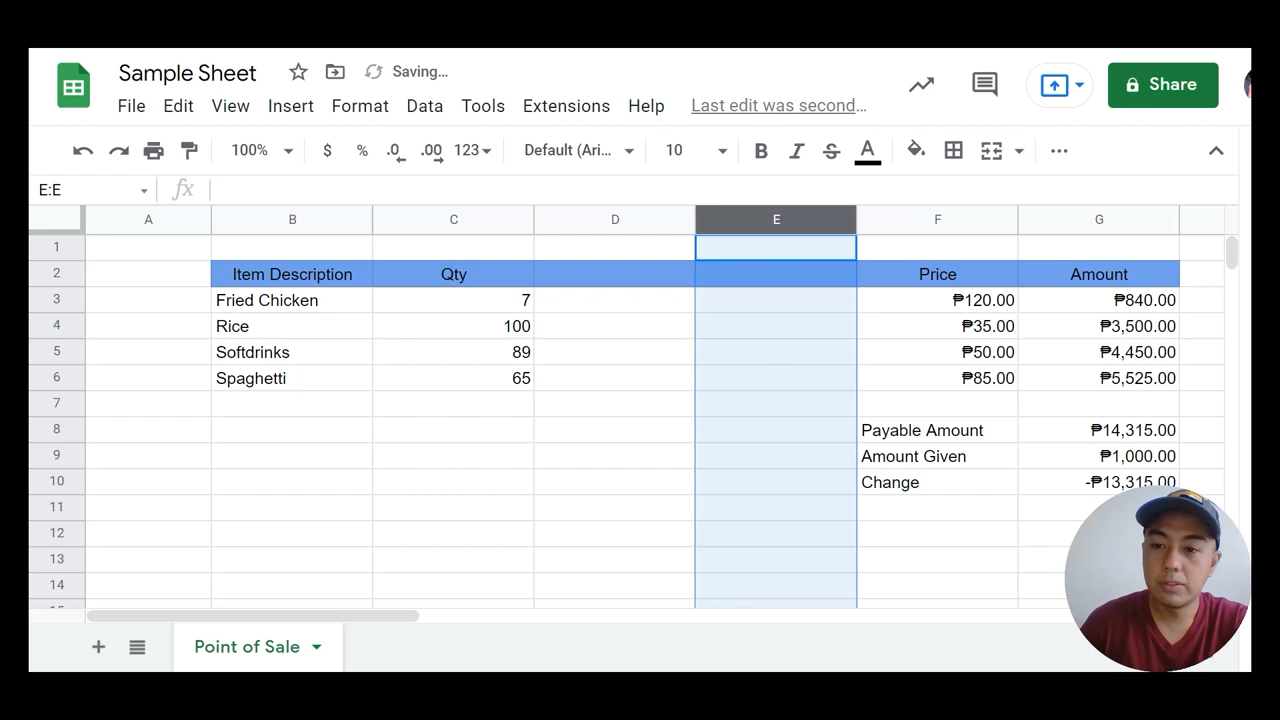 Sample Sheet Saving…
File Edit View Insert Format Data Tools Extensions Help Last edit was second…
Share
100% $ % .0 .00 123 Default (Ari… 10 B I S A
E:E fx
A B C D E F G
1
2 Item Description Qty Price Amount
3 Fried Chicken 7 ₱120.00 ₱840.00
4 Rice 100 ₱35.00 ₱3,500.00
5 Softdrinks 89 ₱50.00 ₱4,450.00
6 Spaghetti 65 ₱85.00 ₱5,525.00
7
8 Payable Amount ₱14,315.00
9 Amount Given ₱1,000.00
10 Change -₱13,315.00
11
12
13
14
Point of Sale